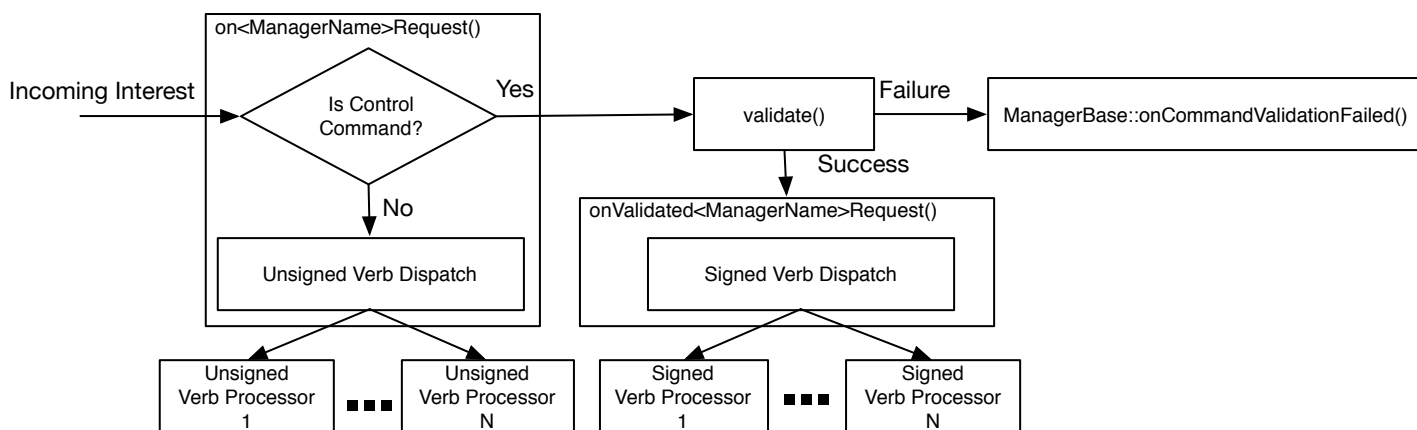 on<ManagerName>Request()
Incoming Interest
Is Control
Command?
Yes
validate()
Failure
ManagerBase::onCommandValidationFailed()
No
Success
Unsigned Verb Dispatch
onValidated<ManagerName>Request()
Signed Verb Dispatch
Unsigned
Verb Processor
1
Unsigned
Verb Processor
N
Signed
Verb Processor
1
Signed
Verb Processor
N